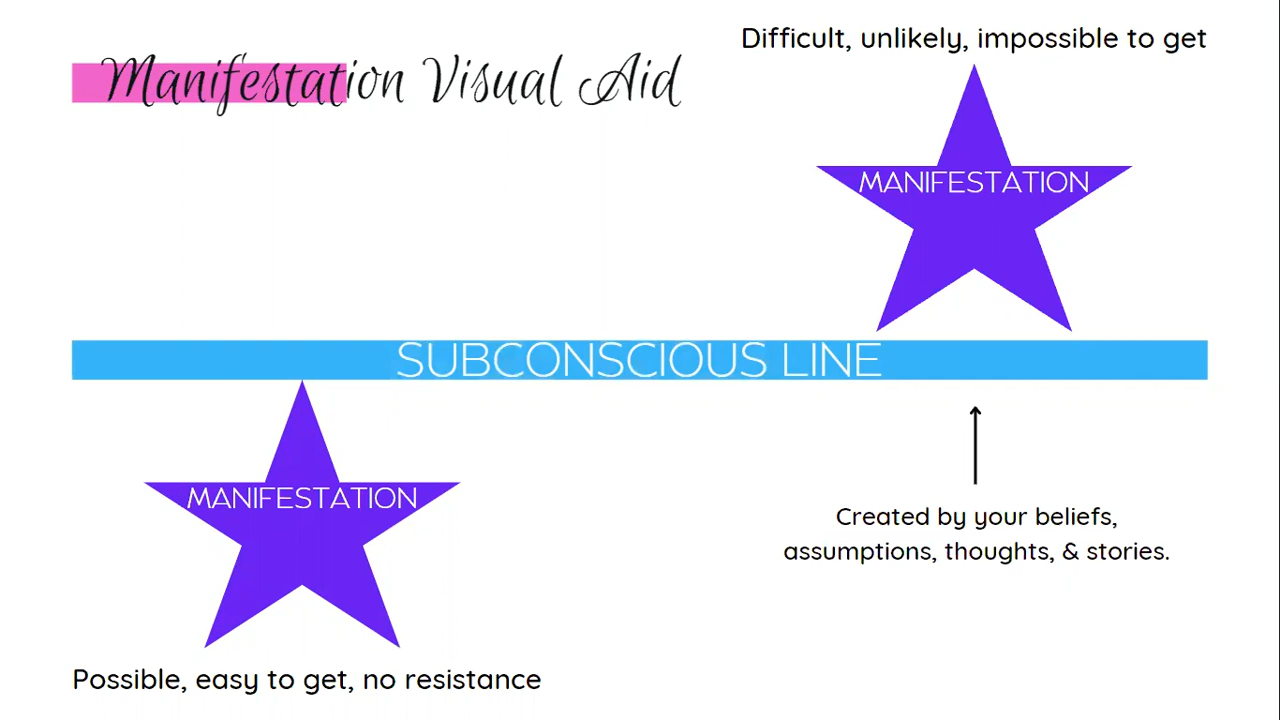 Manifestation Visual Aid
Difficult, unlikely, impossible to get
MANIFESTATION
SUBCONSCIOUS LINE
MANIFESTATION
Created by your beliefs,
assumptions, thoughts, & stories.
Possible, easy to get, no resistance